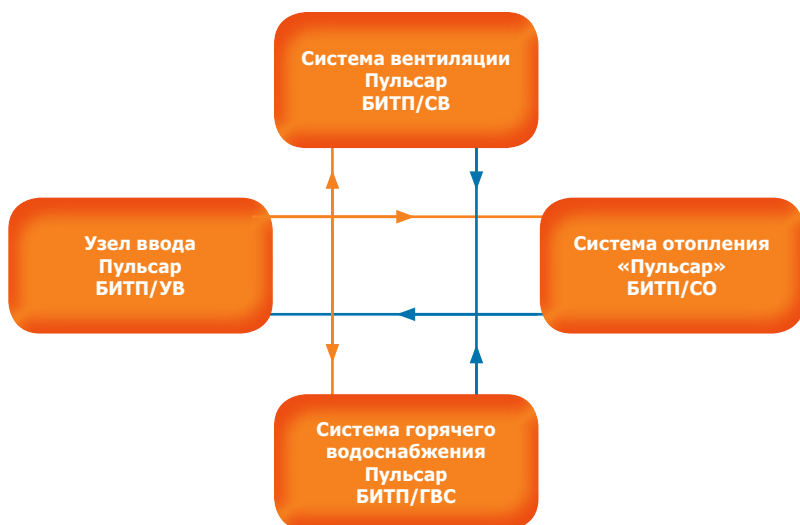 Система вентиляции
Пульсар
БИТП/СВ
Узел ввода
Пульсар
БИТП/УВ
Система отопления
«Пульсар»
БИТП/СО
Система горячего
водоснабжения
Пульсар
БИТП/ГВС